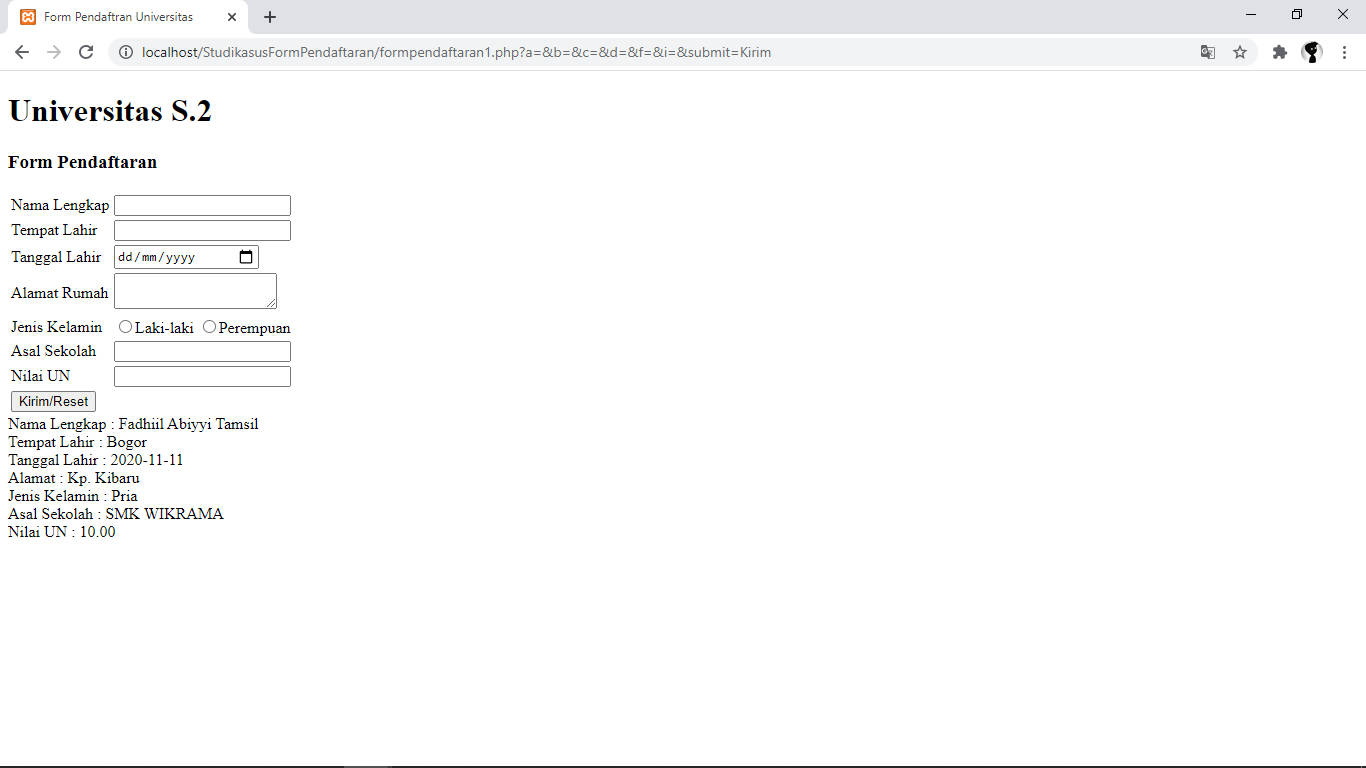 Form Pendaftran Universitas
localhost/StudikasusFormPendaftaran/formpendaftaran1.php?a=&b=&c=&d=&f=&i=&submit=Kirim
Universitas S.2
Form Pendaftaran
Nama Lengkap
Tempat Lahir
Tanggal Lahir dd/mm/yyyy
Alamat Rumah
Jenis Kelamin Laki-laki Perempuan
Asal Sekolah
Nilai UN
Kirim/Reset
Nama Lengkap : Fadhiil Abiyyi Tamsil
Tempat Lahir : Bogor
Tanggal Lahir : 2020-11-11
Alamat : Kp. Kibaru
Jenis Kelamin : Pria
Asal Sekolah : SMK WIKRAMA
Nilai UN : 10.00